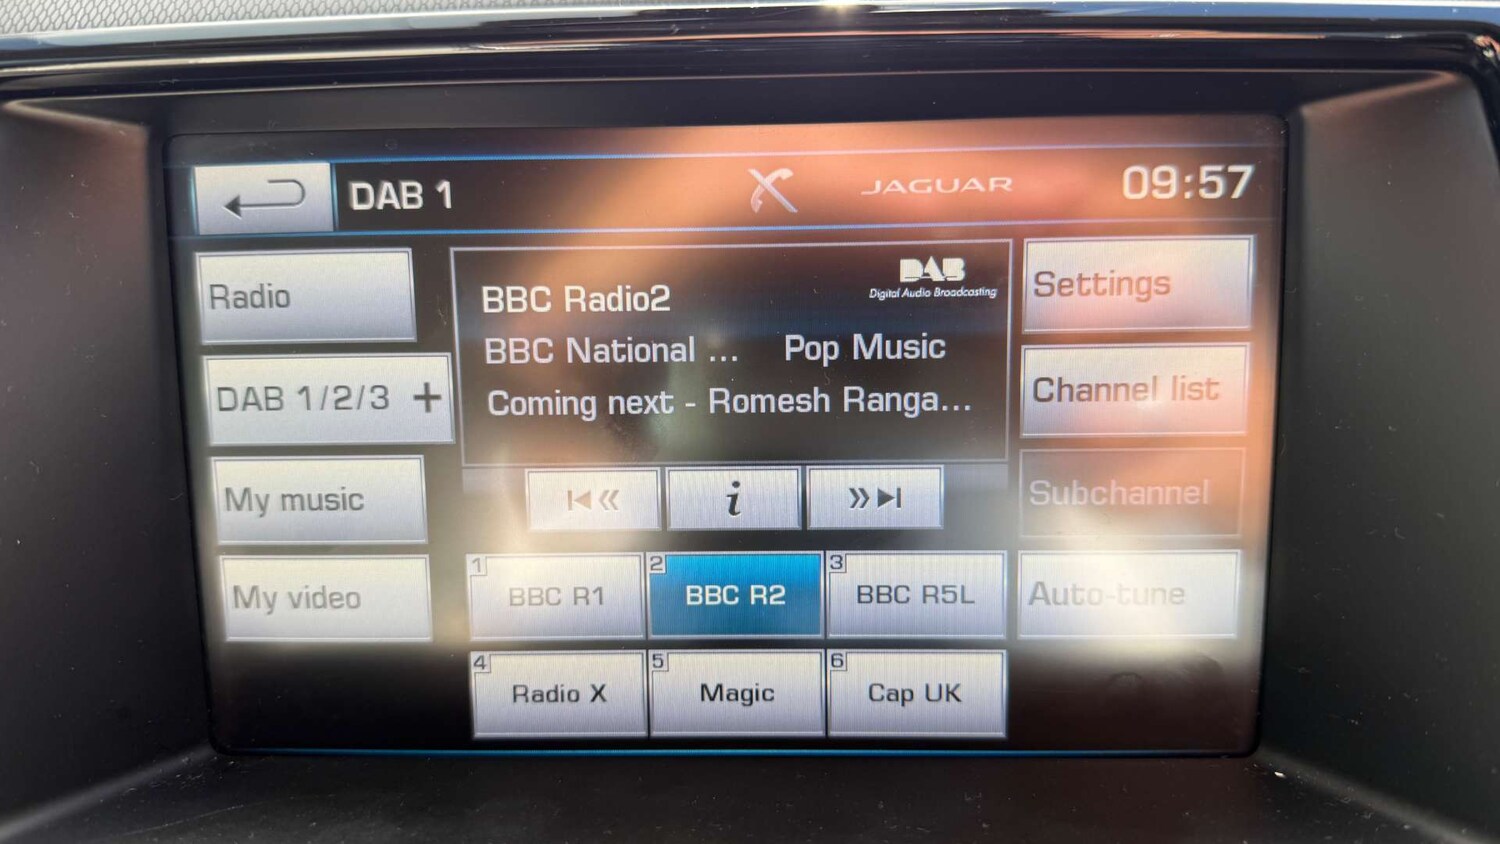 DAB 1
JAGUAR
09:57
Radio
DAB 1/2/3 +
My music
My video
DAB
Digital Audio Broadcasting
BBC Radio2
BBC National ... Pop Music
Coming next - Romesh Ranga...
i
Settings
Channel list
Subchannel
Auto-tune
1 BBC R1
2 BBC R2
3 BBC R5L
4 Radio X
5 Magic
6 Cap UK